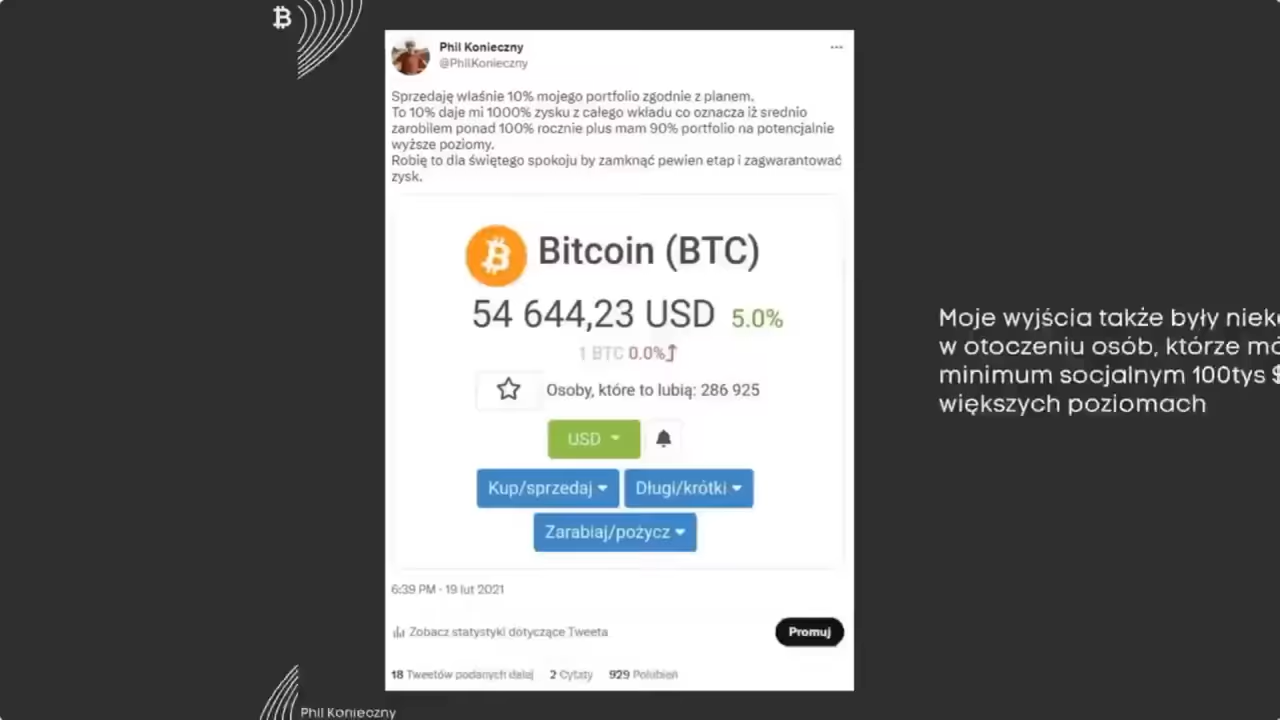 Phil Konieczny
@PhilKonieczny
Sprzedaję właśnie 10% mojego portfolio zgodnie z planem.
To 10% daje mi 1000% zysku z całego wkładu co oznacza iż srednio
zarobilem ponad 100% rocznie plus mam 90% portfolio na potencjalnie
wyższe poziomy.
Robię to dla świętego spokoju by zamknąć pewien etap i zagwarantować
zysk.
Bitcoin (BTC)
54 644,23 USD 5.0%
1 BTC 0.0%
Osoby, które to lubią: 286 925
USD
Kup/sprzedaj
Długi/krótki
Zarabiaj/pożycz
6:39 PM · 19 lut 2021
Zobacz statystyki dotyczące Tweeta
Promuj
18 Tweetów podanych dalej 2 Cytaty 929 Polubień
Moje wyjścia także były
w otoczeniu osób, którze
minimum socjalnym 100tys $
większych poziomach
Phil Konieczny